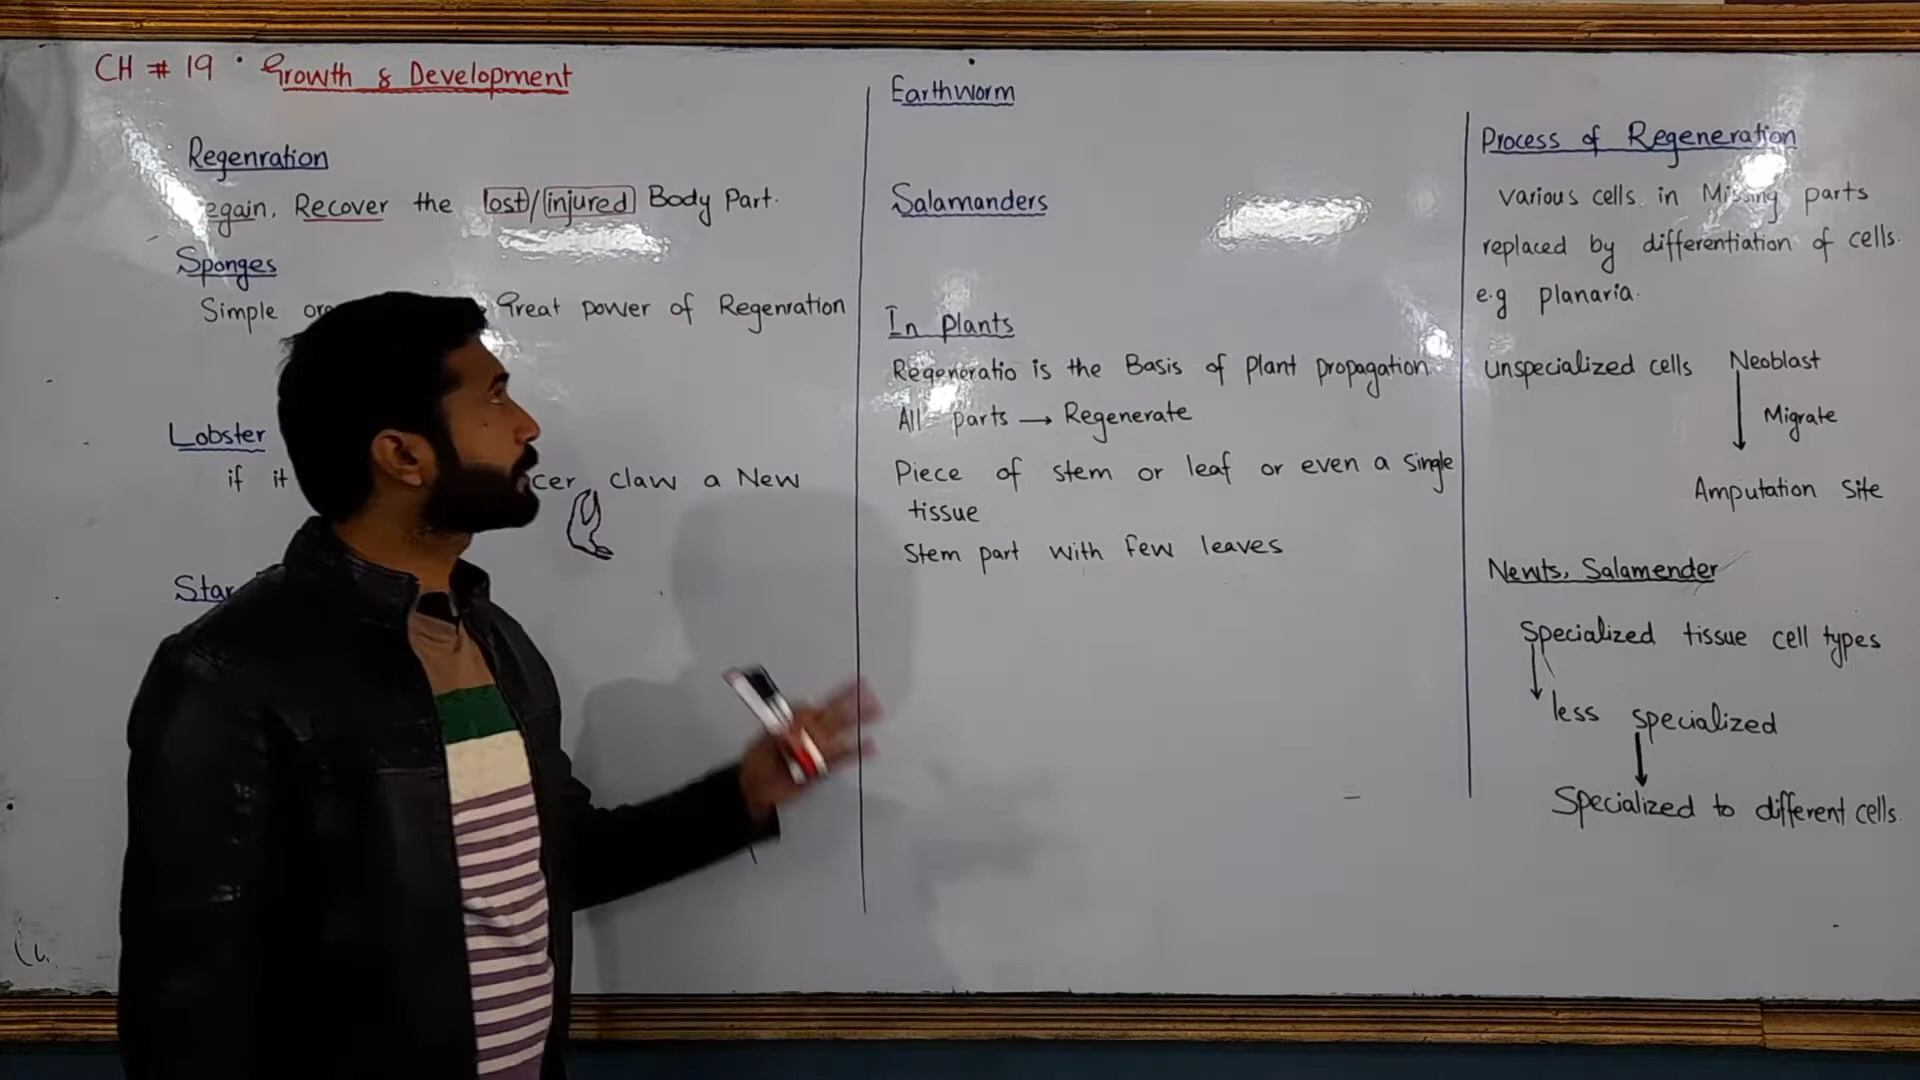 CH # 19 · Growth & Development
Regenration
egain, Recover the lost/injured Body Part.
Sponges
Simple Great power of Regenration
Lobster
if it claw a New
Star
Earthworm
Salamanders
In plants
Regeneratio is the Basis of plant propagation.
All parts → Regenerate
Piece of stem or leaf or even a single
tissue
Stem part with few leaves
Process of Regeneration
various cells in Missing parts
replaced by differentiation of cells.
e.g planaria.
unspecialized cells Neoblast
Migrate
Amputation Site
Newts, Salamender
Specialized tissue cell types
less specialized
Specialized to different cells.